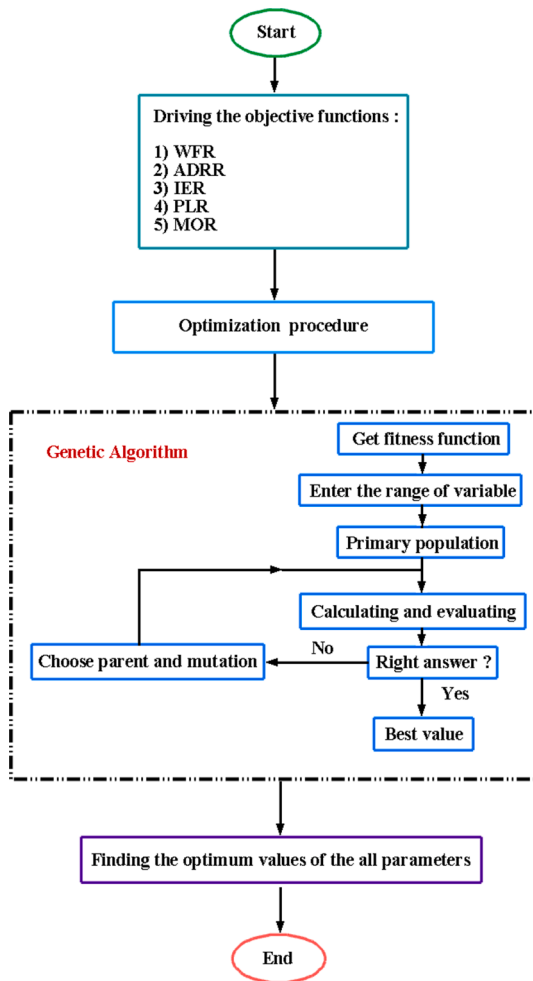 Start
Driving the objective functions :
1) WFR
2) ADRR
3) IER
4) PLR
5) MOR
Optimization procedure
Genetic Algorithm
Get fitness function
Enter the range of variable
Primary population
Calculating and evaluating
Choose parent and mutation
No
Right answer ?
Yes
Best value
Finding the optimum values of the all parameters
End